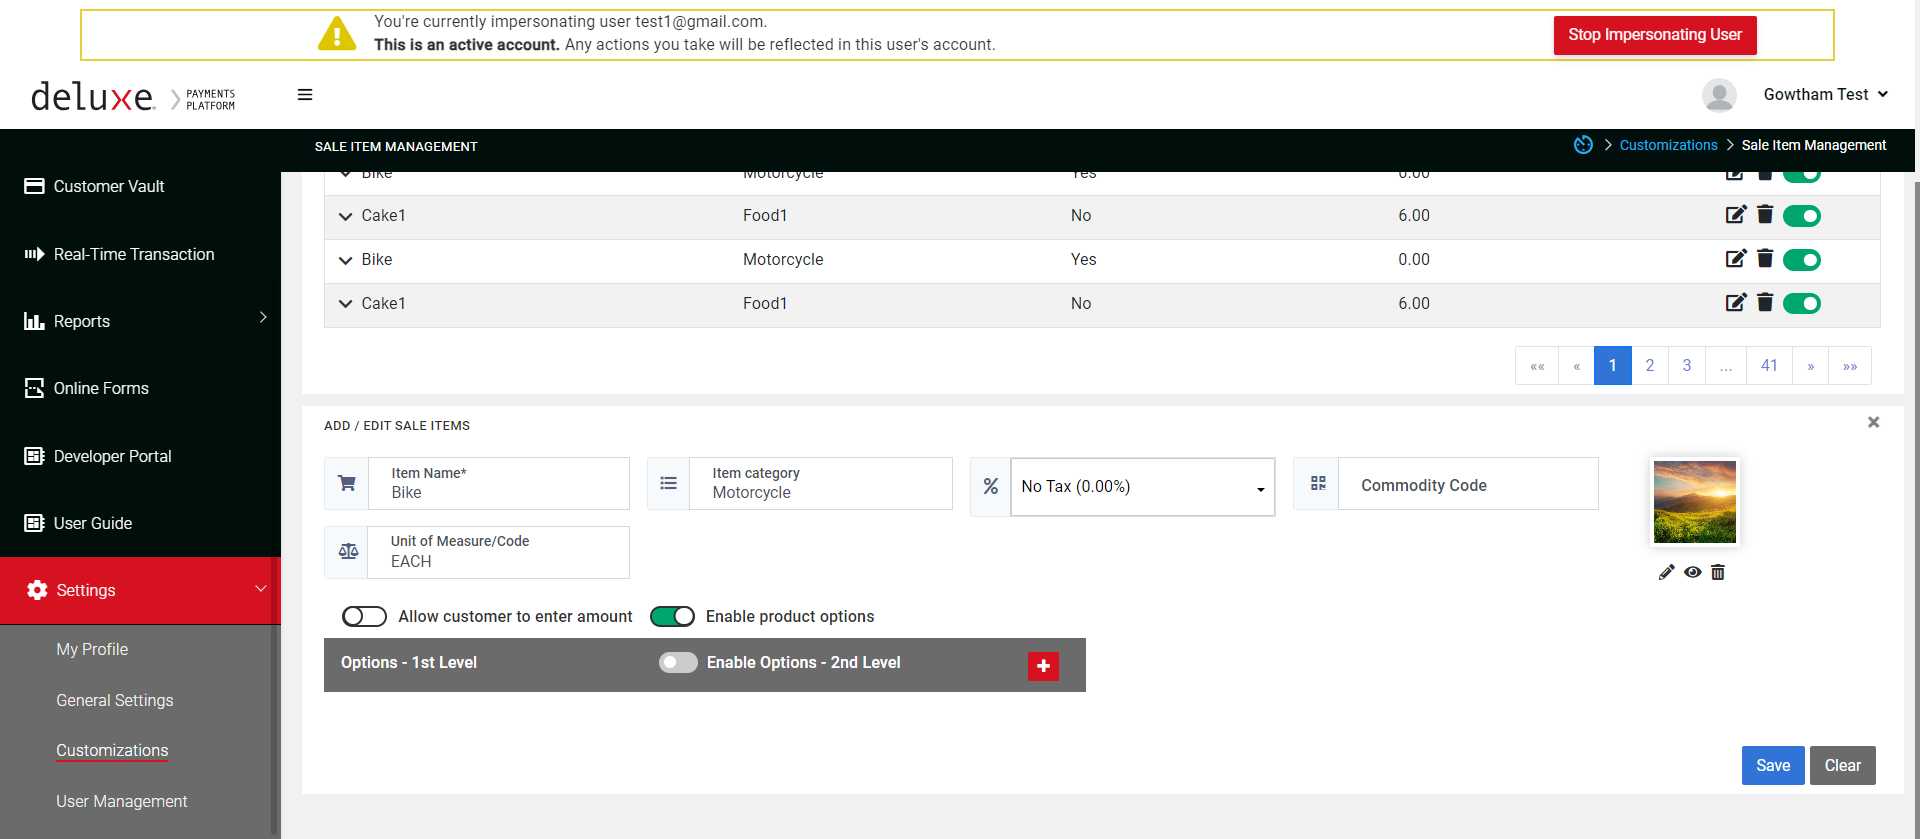 You're currently impersonating user test1@gmail.com.
This is an active account. Any actions you take will be reflected in this user's account.
Stop Impersonating User
deluxe. PAYMENTS
PLATFORM
Gowtham Test
SALE ITEM MANAGEMENT
Customizations > Sale Item Management
Customer Vault
Real-Time Transaction
Reports
Online Forms
Developer Portal
User Guide
Settings
My Profile
General Settings
Customizations
User Management
Bike Motorcycle Yes 0.00
Cake1 Food1 No 6.00
Bike Motorcycle Yes 0.00
Cake1 Food1 No 6.00
«« « 1 2 3 ... 41 » »»
ADD / EDIT SALE ITEMS
Item Name*
Bike
Item category
Motorcycle
% No Tax (0.00%)
Commodity Code
Unit of Measure/Code
EACH
Allow customer to enter amount Enable product options
Options - 1st Level Enable Options - 2nd Level +
Save Clear